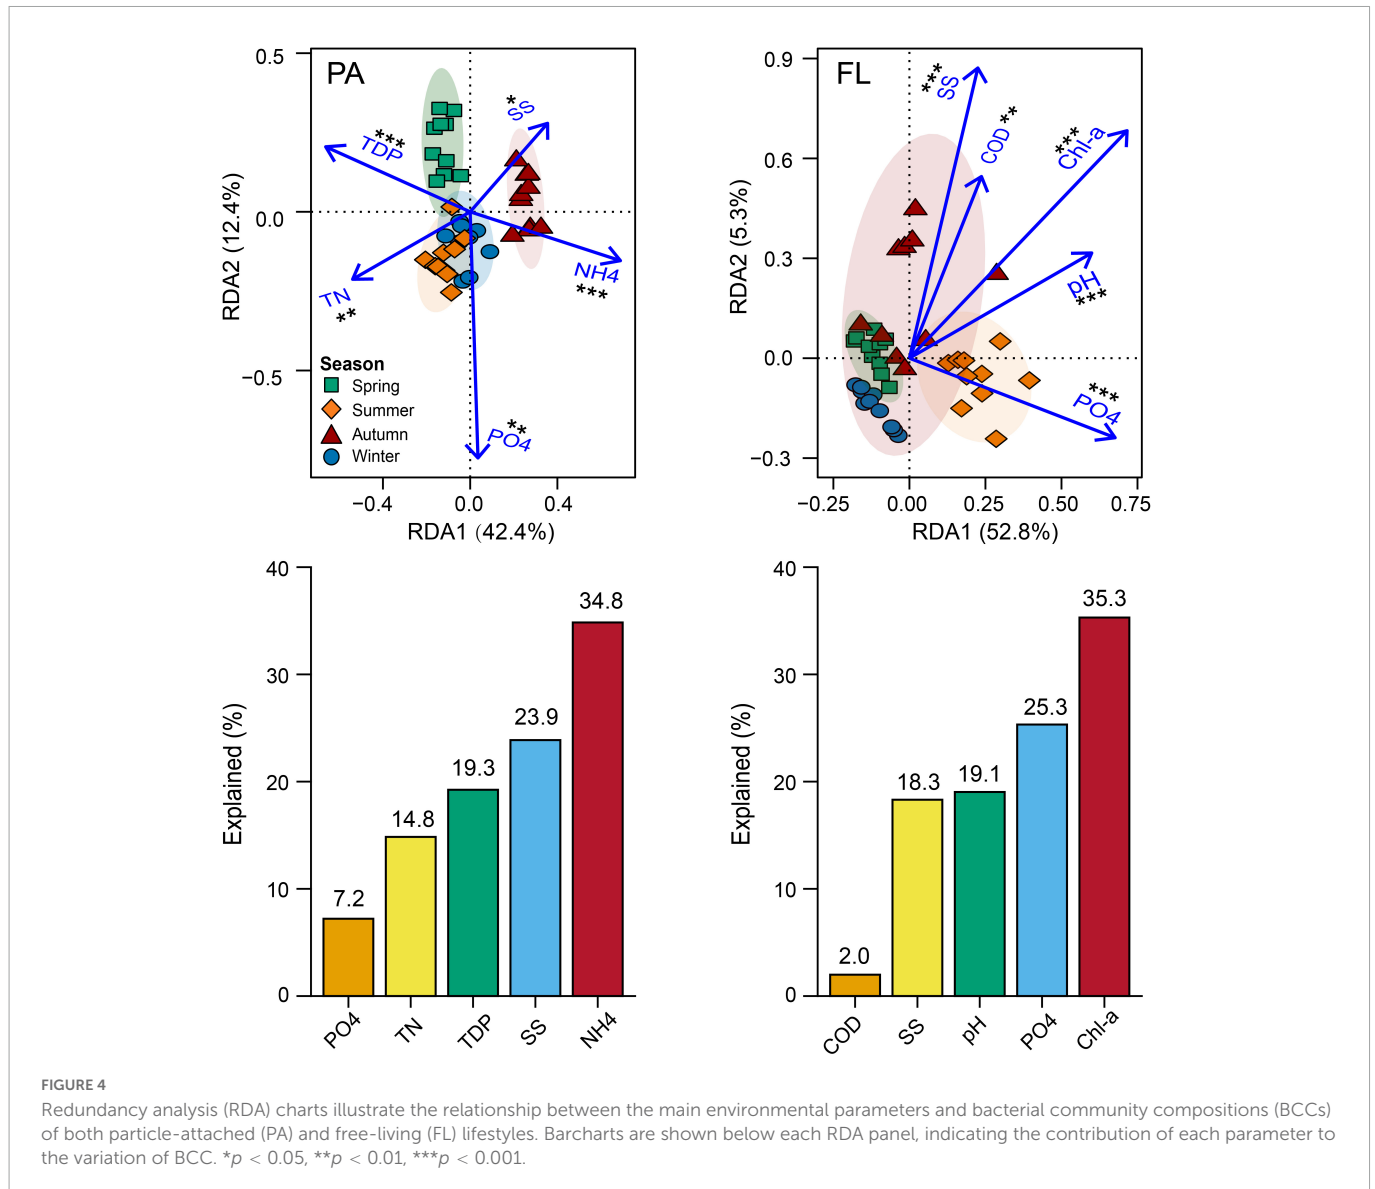 PA
0.5
0.0
−0.5
RDA2 (12.4%)
TDP
***
SS
*
NH4
***
TN
**
PO4
**
Season
Spring
Summer
Autumn
Winter
−0.4
0.0
0.4
RDA1 (42.4%)
FL
0.9
0.6
0.3
0.0
−0.3
RDA2 (5.3%)
SS
***
COD **
Chl-a
***
pH
***
PO4
***
−0.25
0.00
0.25
0.50
0.75
RDA1 (52.8%)
40
30
20
10
0
Explained (%)
7.2
14.8
19.3
23.9
34.8
PO4
TN
TDP
SS
NH4
40
30
20
10
0
Explained (%)
2.0
18.3
19.1
25.3
35.3
COD
SS
pH
PO4
Chl-a
FIGURE 4
Redundancy analysis (RDA) charts illustrate the relationship between the main environmental parameters and bacterial community compositions (BCCs)
of both particle-attached (PA) and free-living (FL) lifestyles. Barcharts are shown below each RDA panel, indicating the contribution of each parameter to
the variation of BCC. *p < 0.05, **p < 0.01, ***p < 0.001.